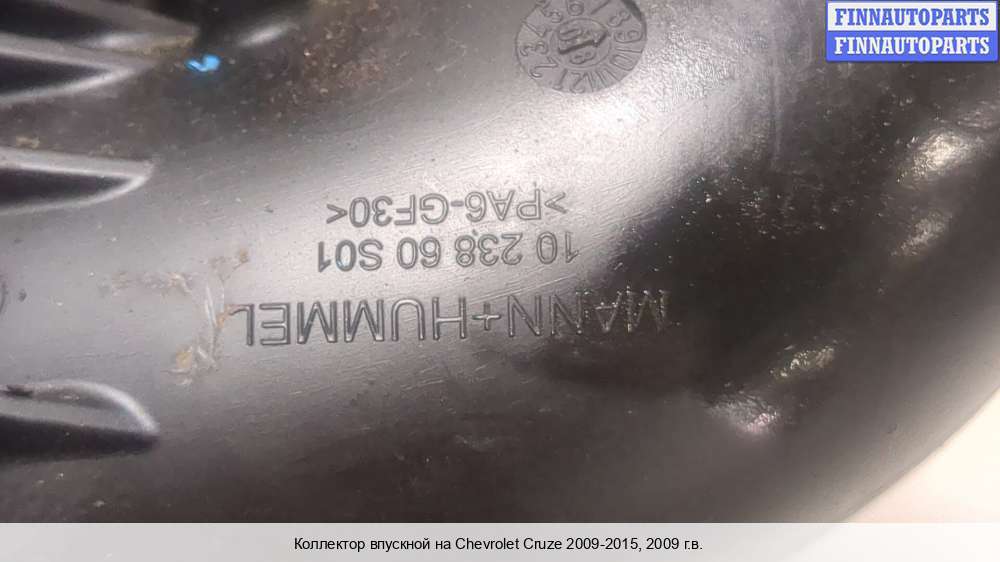 FINNAUTOPARTS
FINNAUTOPARTS
MANN+HUMMEL
10 238 60 S01
>PA6-GF30<
Коллектор впускной на Chevrolet Cruze 2009-2015, 2009 г.в.